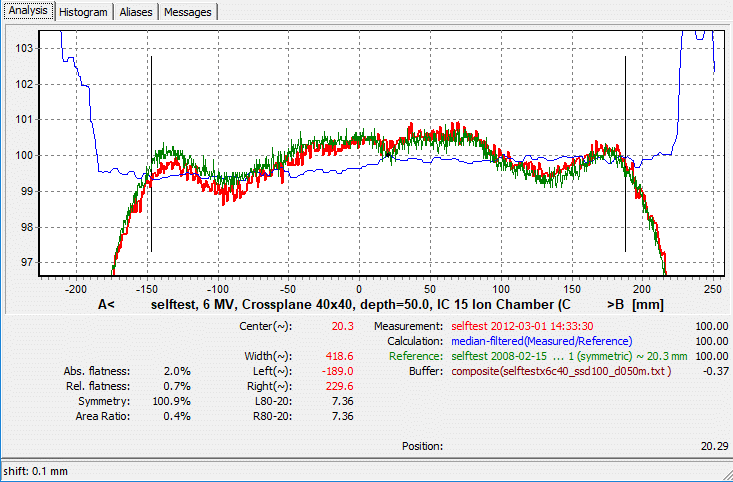 Analysis Histogram Aliases Messages
103
102
101
100
99
98
97
-200 -150 -100 -50 0 50 100 150 200 250
A< selftest, 6 MV, Crossplane 40x40, depth=50.0, IC 15 Ion Chamber (C >B [mm]
Center(~): 20.3 Measurement: selftest 2012-03-01 14:33:30 100.00
Calculation: median-filtered(Measured/Reference) 100.00
Width(~): 418.6 Reference: selftest 2008-02-15 ... 1 (symmetric) ~ 20.3 mm 100.00
Abs. flatness: 2.0% Left(~): -189.0 Buffer: composite(selftestx6c40_ssd100_d050m.txt ) -0.37
Rel. flatness: 0.7% Right(~): 229.6
Symmetry: 100.9% L80-20: 7.36
Area Ratio: 0.4% R80-20: 7.36
Position: 20.29
shift: 0.1 mm